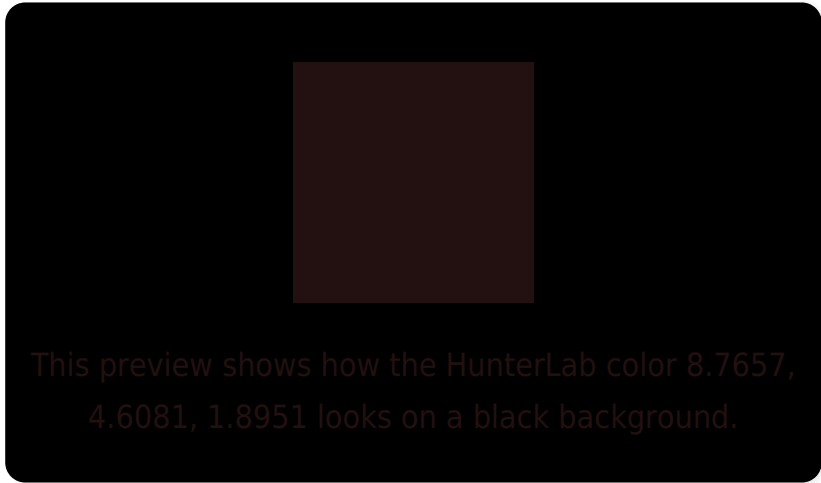 This preview shows how the HunterLab color 8.7657,
4.6081, 1.8951 looks on a black background.